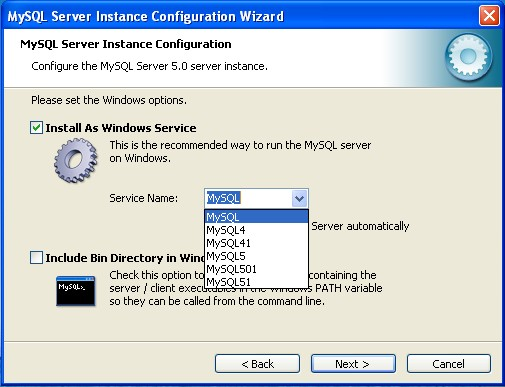 MySQL Server Instance Configuration Wizard
MySQL Server Instance Configuration
Configure the MySQL Server 5.0 server instance.
Please set the Windows options.
Install As Windows Service
This is the recommended way to run the MySQL server
on Windows.
Service Name:
MySQL
MySQL
MySQL4
MySQL41
MySQL5
MySQL501
MySQL51
Server automatically
Include Bin Directory in
Check this option to containing the
server / client executables in the Windows PATH variable
so they can be called from the command line.
MySQL>_
< Back
Next >
Cancel